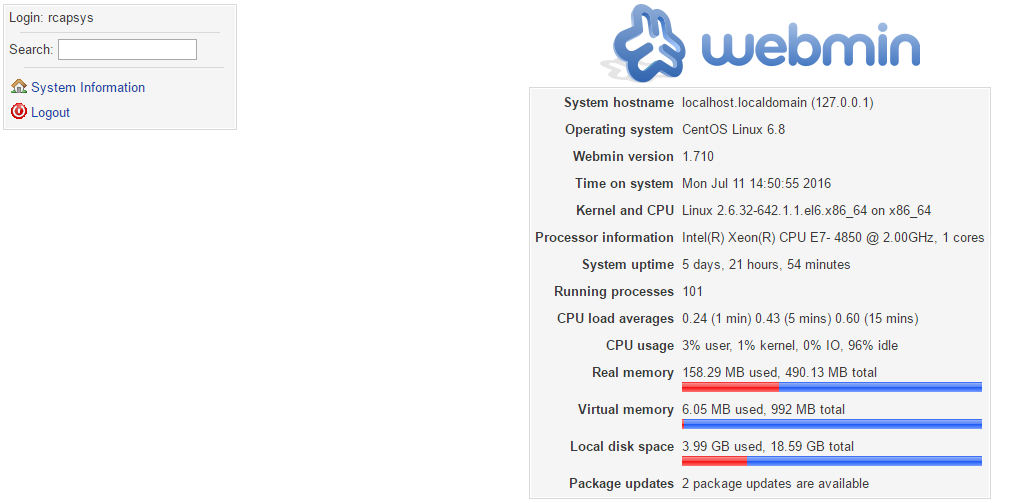 Login: rcapsys
Search:
System Information
Logout
webmin
System hostname localhost.localdomain (127.0.0.1)
Operating system CentOS Linux 6.8
Webmin version 1.710
Time on system Mon Jul 11 14:50:55 2016
Kernel and CPU Linux 2.6.32-642.1.1.el6.x86_64 on x86_64
Processor information Intel(R) Xeon(R) CPU E7- 4850 @ 2.00GHz, 1 cores
System uptime 5 days, 21 hours, 54 minutes
Running processes 101
CPU load averages 0.24 (1 min) 0.43 (5 mins) 0.60 (15 mins)
CPU usage 3% user, 1% kernel, 0% IO, 96% idle
Real memory 158.29 MB used, 490.13 MB total
Virtual memory 6.05 MB used, 992 MB total
Local disk space 3.99 GB used, 18.59 GB total
Package updates 2 package updates are available